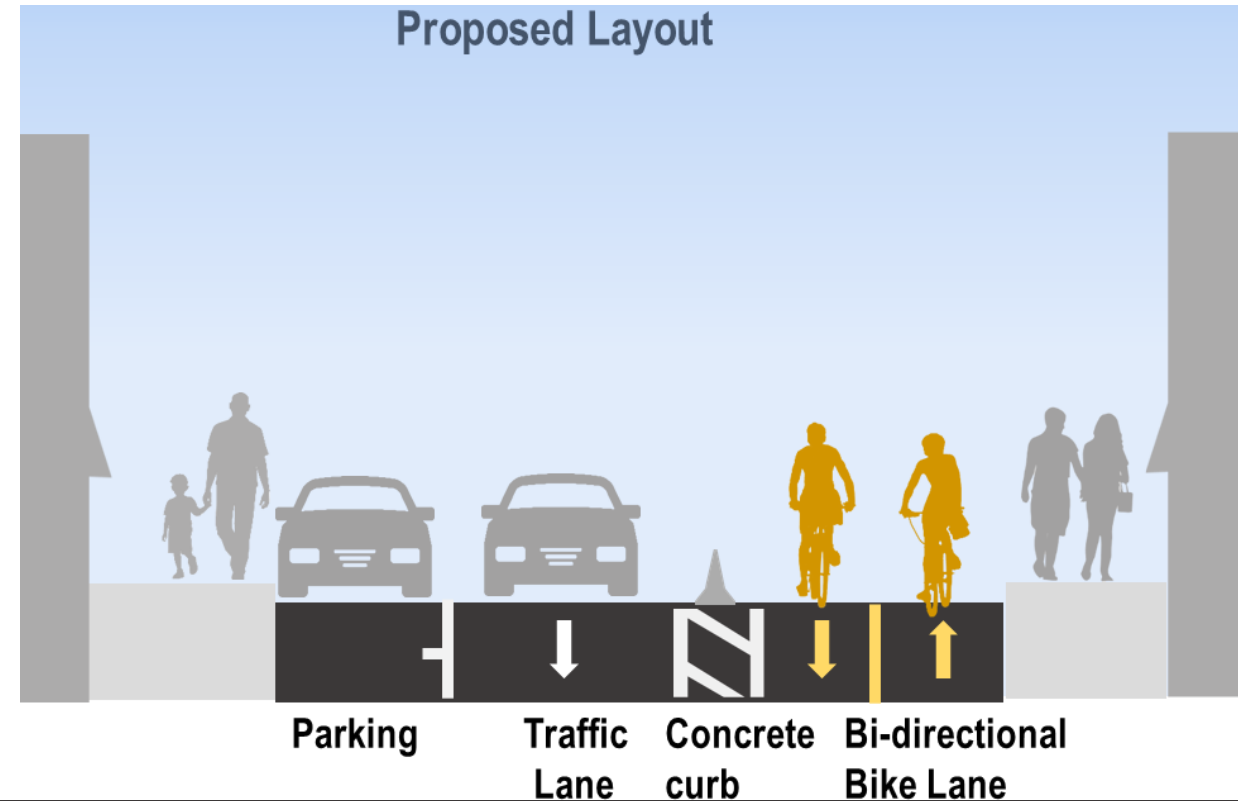 Proposed Layout
Parking
Traffic
Lane
Concrete
curb
Bi-directional
Bike Lane